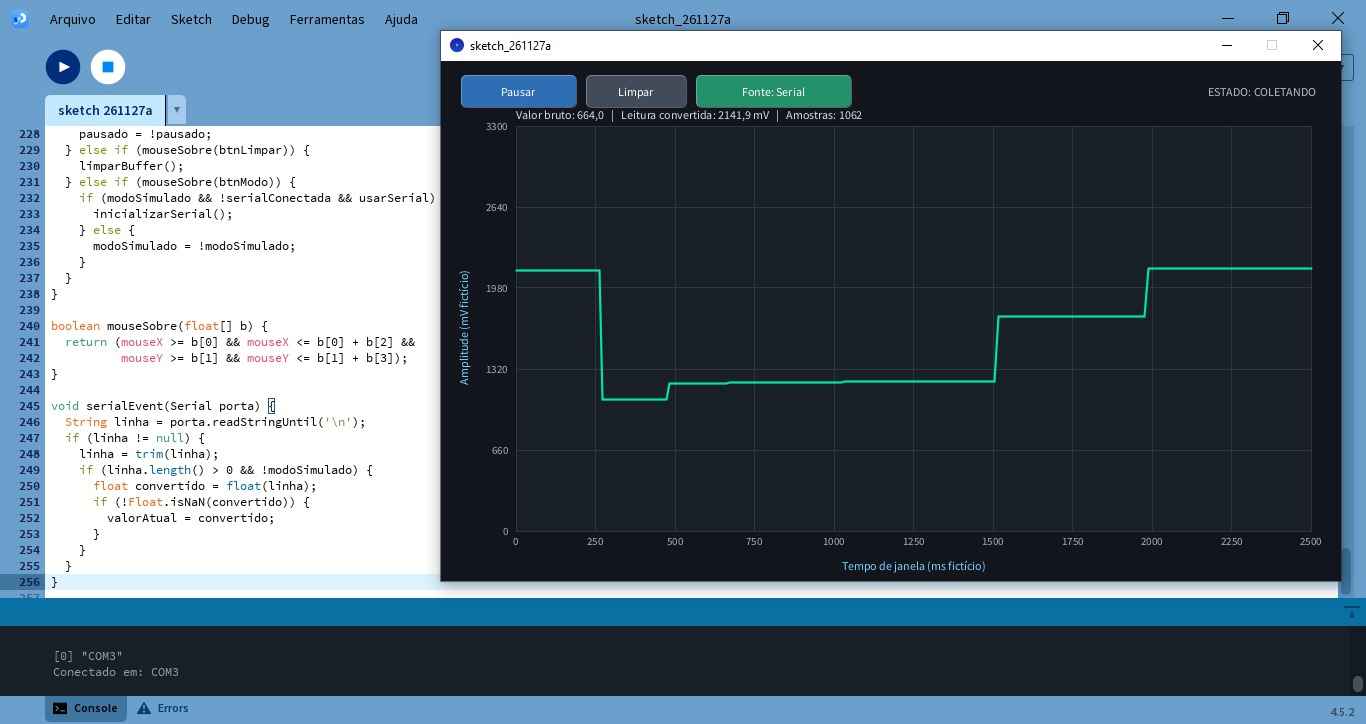 Arquivo Editar Sketch Debug Ferramentas Ajuda sketch_261127a
sketch_261127a
sketch 261127a
Pausar Limpar Fonte: Serial ESTADO: COLETANDO
Valor bruto: 664,0 | Leitura convertida: 2141,9 mV | Amostras: 1062
3300
2640
1980
1320
660
0
0 250 500 750 1000 1250 1500 1750 2000 2250 2500
Amplitude (mV fictício)
Tempo de janela (ms fictício)
228 pausado = !pausado;
229 } else if (mouseSobre(btnLimpar)) {
230 limparBuffer();
231 } else if (mouseSobre(btnModo)) {
232 if (modoSimulado && !serialConectada && usarSerial)
233 inicializarSerial();
234 } else {
235 modoSimulado = !modoSimulado;
236 }
237 }
238 }
239
240 boolean mouseSobre(float[] b) {
241 return (mouseX >= b[0] && mouseX <= b[0] + b[2] &&
242 mouseY >= b[1] && mouseY <= b[1] + b[3]);
243 }
244
245 void serialEvent(Serial porta) {
246 String linha = porta.readStringUntil('\n');
247 if (linha != null) {
248 linha = trim(linha);
249 if (linha.length() > 0 && !modoSimulado) {
250 float convertido = float(linha);
251 if (!Float.isNaN(convertido)) {
252 valorAtual = convertido;
253 }
254 }
255 }
256 }
257
[0] "COM3"
Conectado em: COM3
Console Errors
4.5.2